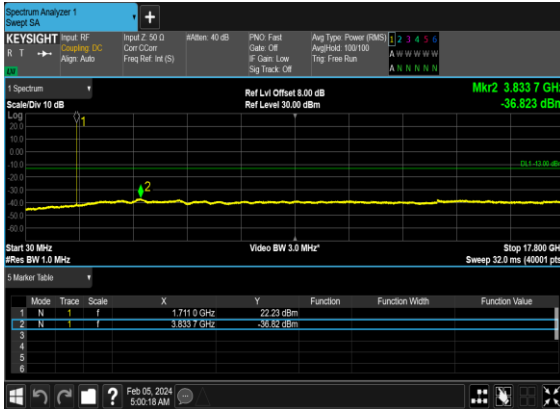 Spectrum Analyzer 1
Swept SA
+
KEYSIGHT Input: RF Input Z: 50 Ω #Atten: 40 dB PNO: Fast Avg Type: Power (RMS) 1 2 3 4 5 6
R T Coupling: DC Corr CCorr Gate: Off Avg|Hold: 100/100 A W W W W W
Align: Auto Freq Ref: Int (S) IF Gain: Low Trig: Free Run
LXI Sig Track: Off A N N N N N
1 Spectrum Ref Lvl Offset 8.00 dB Mkr2 3.833 7 GHz
Scale/Div 10 dB Ref Level 30.00 dBm -36.823 dBm
Log
20.0
0.00
-10.0
DL1 -13.00 dBm
-20.0
-30.0
-40.0
-50.0
-60.0
1
2
Start 30 MHz Video BW 3.0 MHz* Stop 17.800 GHz
#Res BW 1.0 MHz Sweep 32.0 ms (40001 pts)
5 Marker Table
Mode Trace Scale X Y Function Function Width Function Value
1 N 1 f 1.711 0 GHz 22.23 dBm
2 N 1 f 3.833 7 GHz -36.82 dBm
3
4
5
6
? Feb 05, 2024
5:00:18 AM